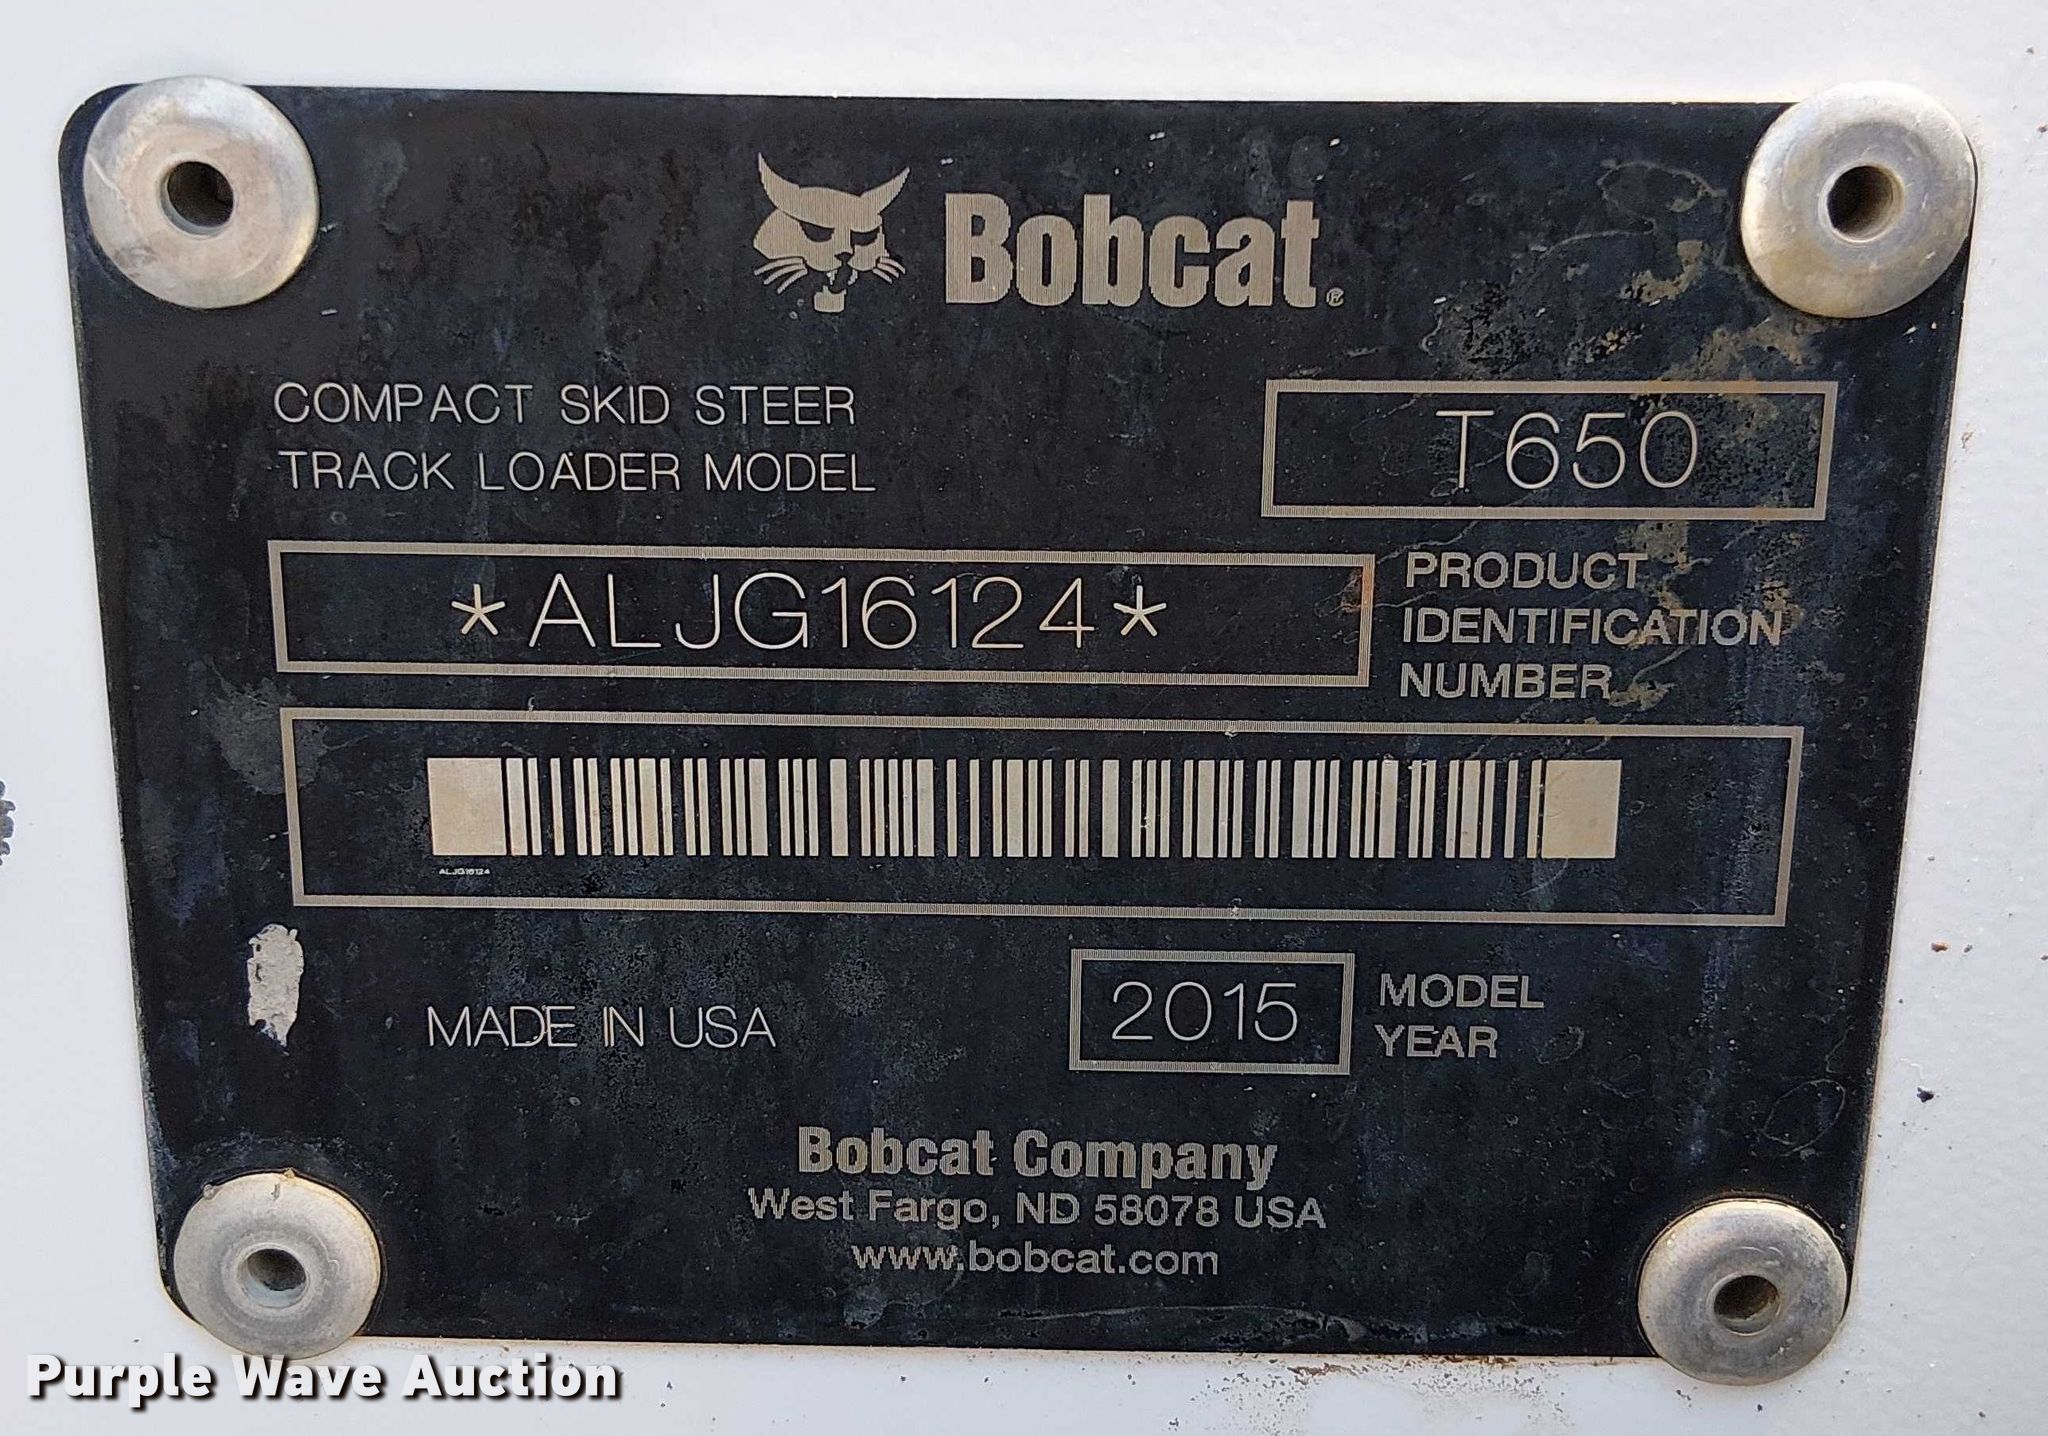 Bobcat®
COMPACT SKID STEER
TRACK LOADER MODEL
T650
*ALJG16124*
PRODUCT
IDENTIFICATION
NUMBER
ALJG16124
MADE IN USA
2015
MODEL
YEAR
Bobcat Company
West Fargo, ND 58078 USA
www.bobcat.com
Purple Wave Auction